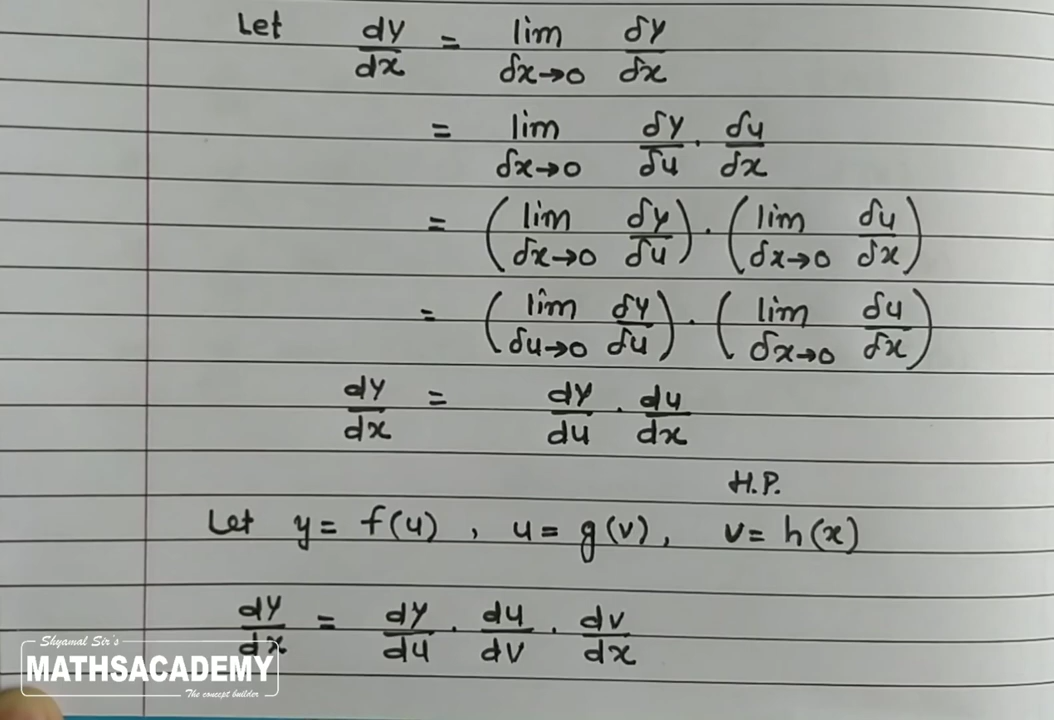 Let dy/dx = lim δx→0 δy/δx
= lim δx→0 δy/δu · δu/δx
= (lim δx→0 δy/δu) · (lim δx→0 δu/δx)
= (lim δu→0 δy/δu) · (lim δx→0 δu/δx)
dy/dx = dy/du · du/dx
H.P.
Let y = f(u) , u = g(v), v = h(x)
dy/dx = dy/du · du/dv · dv/dx
Shyamal Sir's
MATHSACADEMY
The concept builder